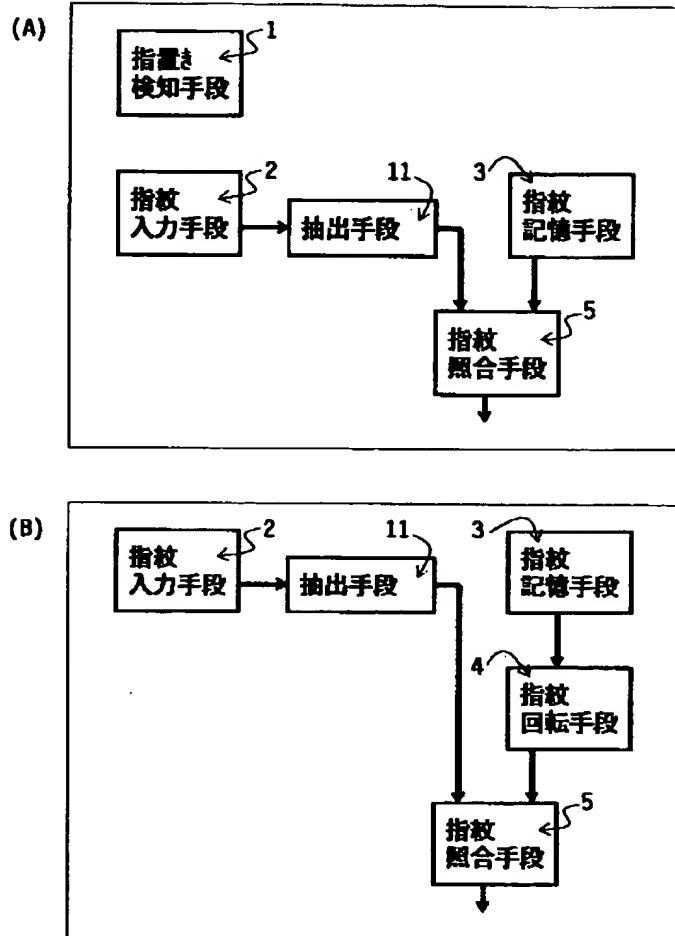 (A)
1
指置き
検知手段
2
11
3
指紋
入力手段
抽出手段
指紋
記憶手段
5
指紋
照合手段
(B)
2
11
3
指紋
入力手段
抽出手段
指紋
記憶手段
4
指紋
回転手段
5
指紋
照合手段